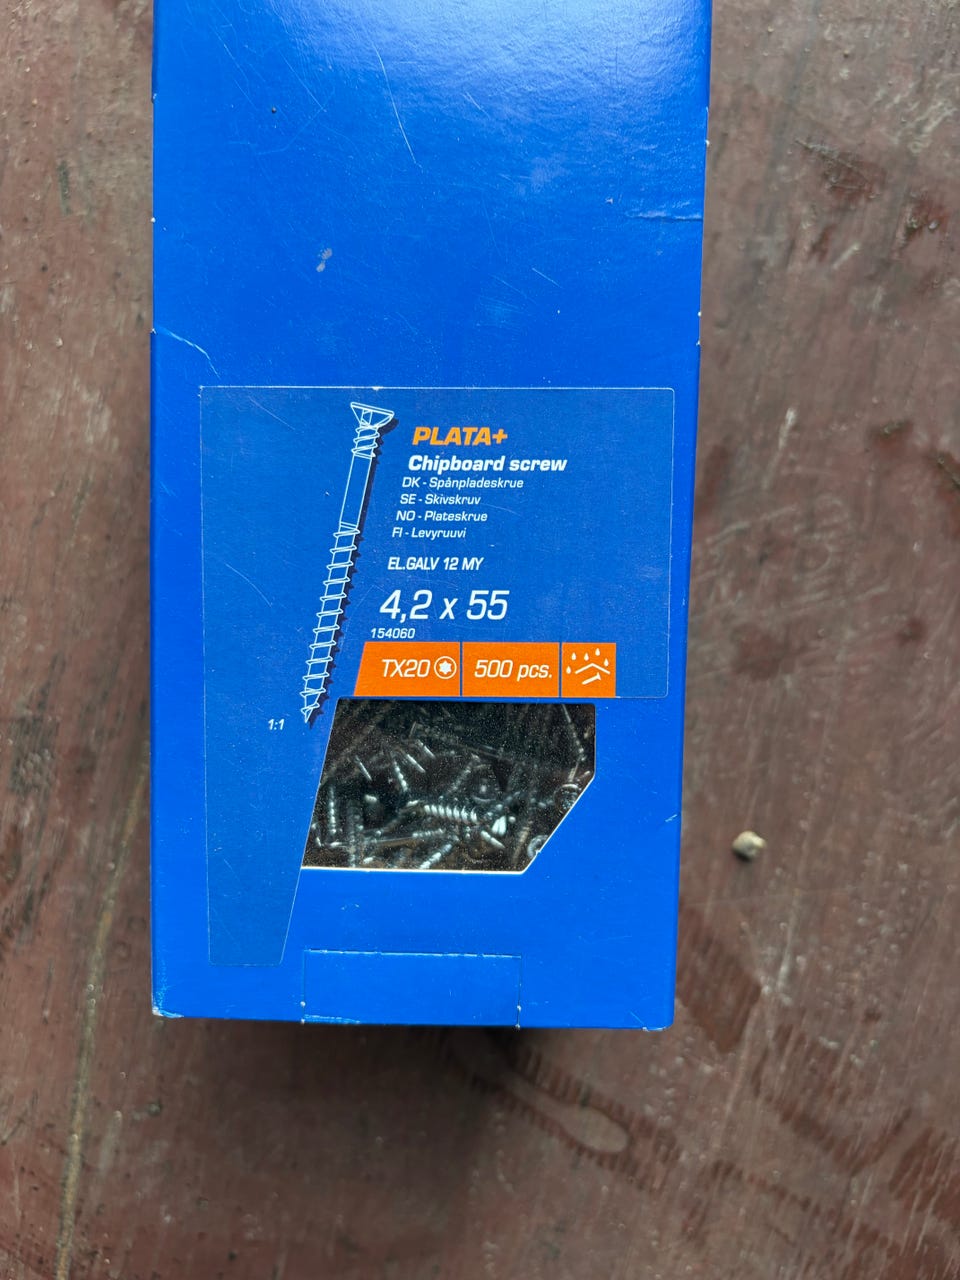 PLATA+
Chipboard screw
DK - Spånpladeskrue
SE - Skivskruv
NO - Plateskrue
FI - Levyruuvi
EL.GALV 12 MY
4,2 x 55
154060
TX20 500 pcs.
1:1